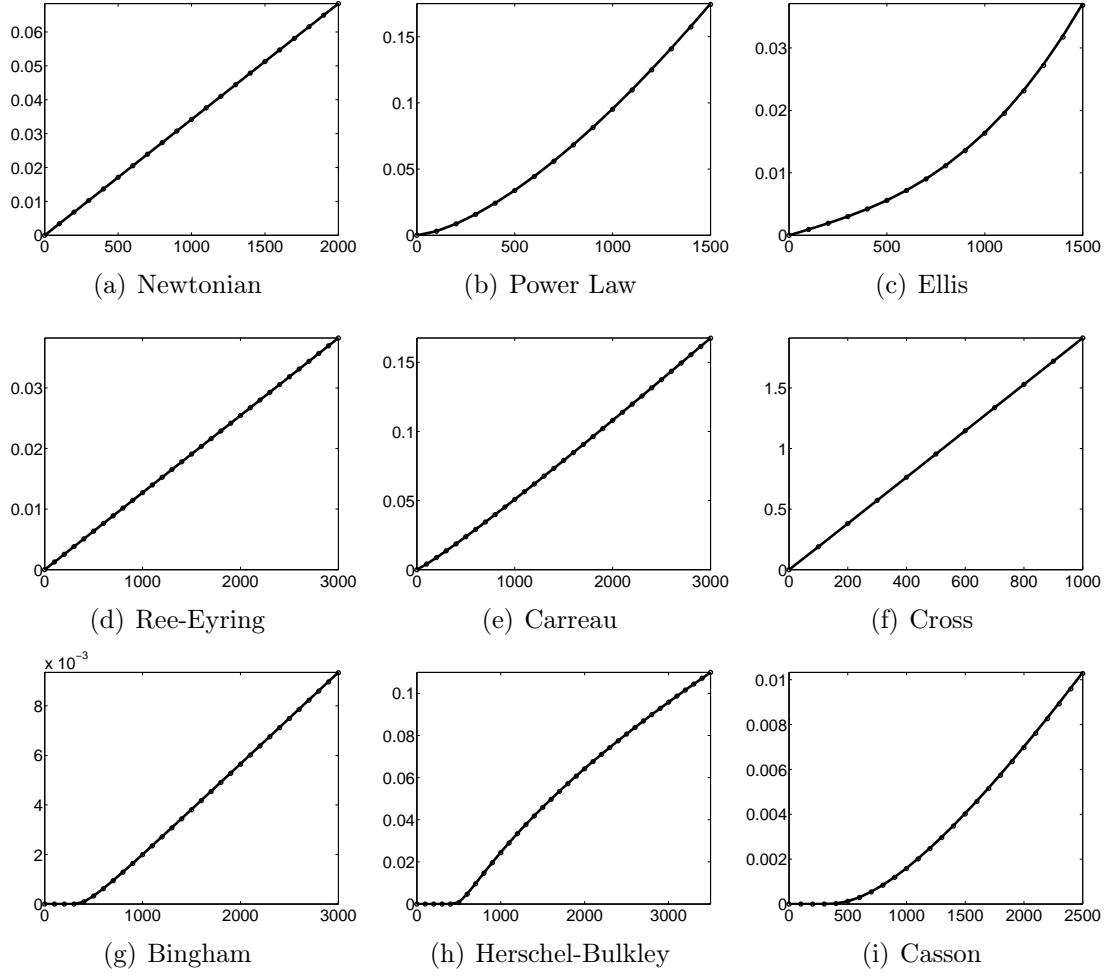 0.06
0.05
0.04
0.03
0.02
0.01
0
0 500 1000 1500 2000
(a) Newtonian
0.15
0.1
0.05
0
0 500 1000 1500
(b) Power Law
0.03
0.02
0.01
0
0 500 1000 1500
(c) Ellis
0.03
0.02
0.01
0
0 1000 2000 3000
(d) Ree-Eyring
0.15
0.1
0.05
0
0 1000 2000 3000
(e) Carreau
1.5
1
0.5
0
0 200 400 600 800 1000
(f) Cross
x 10⁻³
8
6
4
2
0
0 1000 2000 3000
(g) Bingham
0.1
0.08
0.06
0.04
0.02
0
0 1000 2000 3000
(h) Herschel-Bulkley
0.01
0.008
0.006
0.004
0.002
0
0 500 1000 1500 2000 2500
(i) Casson